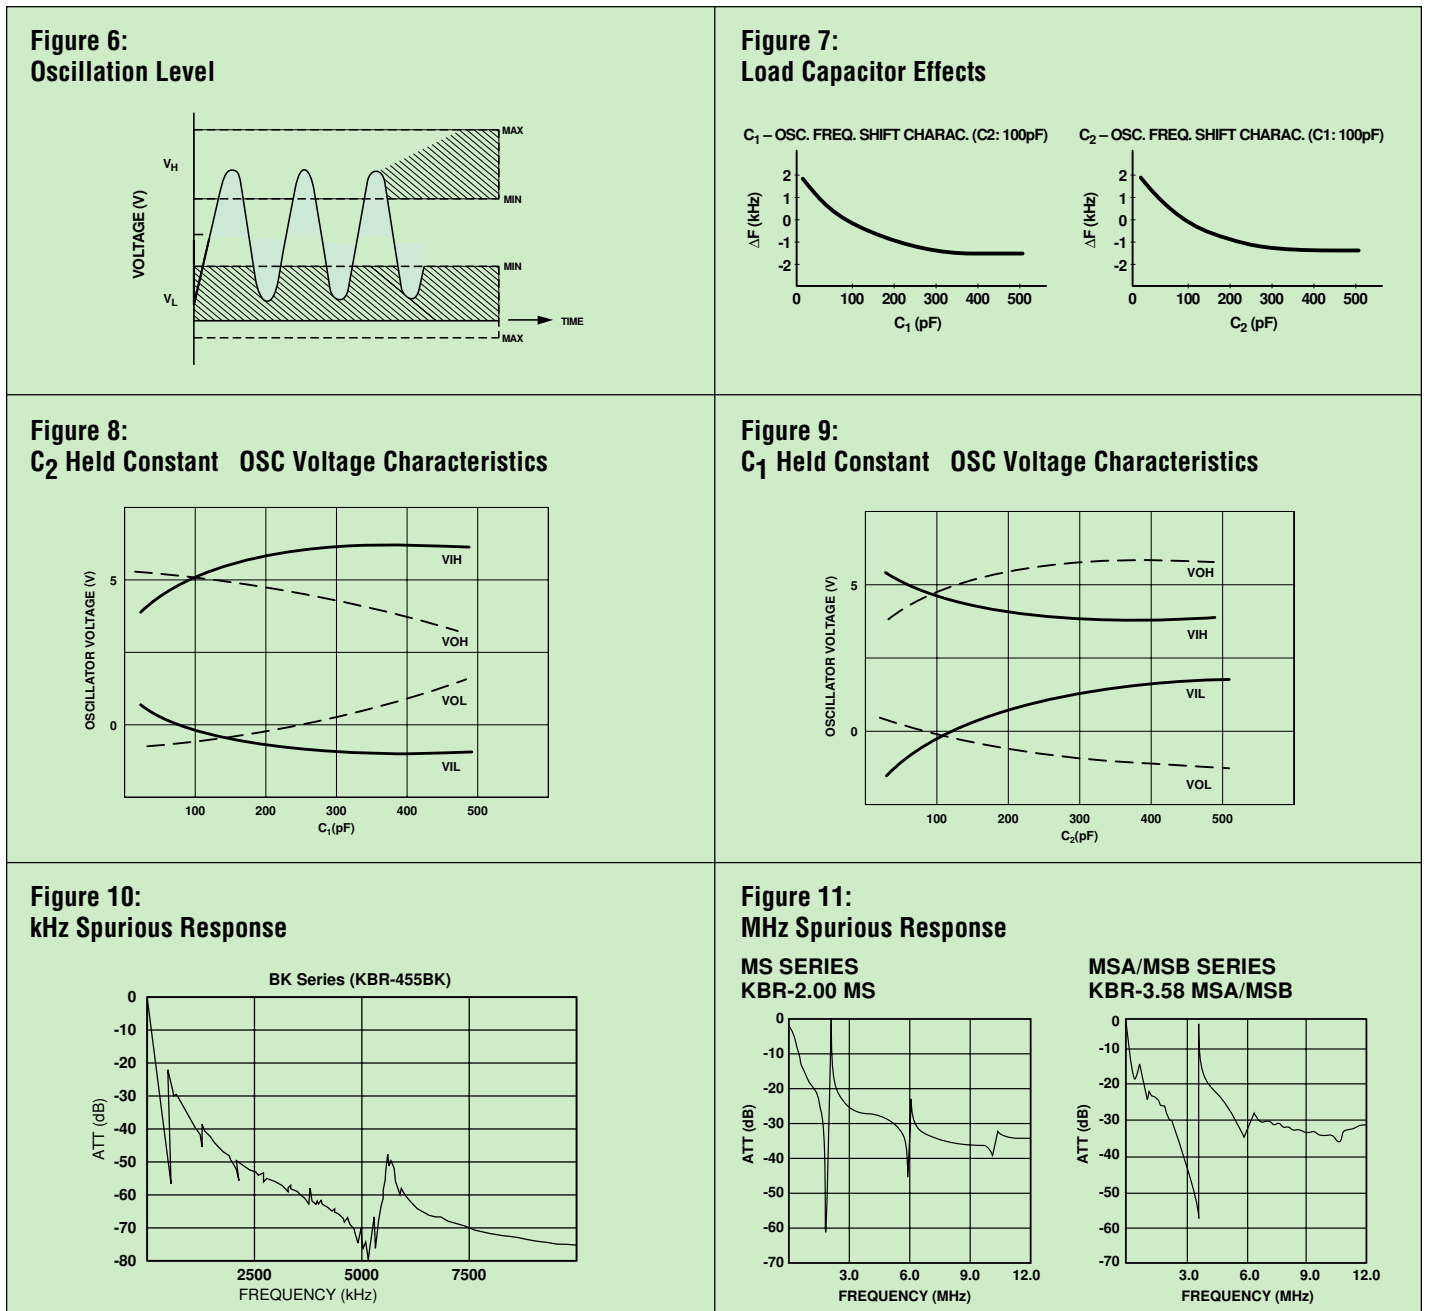 Figure 6:
Oscillation Level
VOLTAGE (V)
VH
VL
MAX
MIN
MIN
MAX
TIME
Figure 7:
Load Capacitor Effects
C1 – OSC. FREQ. SHIFT CHARAC. (C2: 100pF)
ΔF (kHz)
2
1
0
-1
-2
0 100 200 300 400 500
C1 (pF)
C2 – OSC. FREQ. SHIFT CHARAC. (C1: 100pF)
ΔF (kHz)
2
1
0
-1
-2
0 100 200 300 400 500
C2 (pF)
Figure 8:
C2 Held Constant OSC Voltage Characteristics
OSCILLATOR VOLTAGE (V)
5
0
VIH
VOH
VOL
VIL
100 200 300 400 500
C1(pF)
Figure 9:
C1 Held Constant OSC Voltage Characteristics
OSCILLATOR VOLTAGE (V)
5
0
VOH
VIH
VIL
VOL
100 200 300 400 500
C2(pF)
Figure 10:
kHz Spurious Response
BK Series (KBR-455BK)
ATT (dB)
0
-10
-20
-30
-40
-50
-60
-70
-80
2500 5000 7500
FREQUENCY (kHz)
Figure 11:
MHz Spurious Response
MS SERIES
KBR-2.00 MS
ATT (dB)
0
-10
-20
-30
-40
-50
-60
-70
3.0 6.0 9.0 12.0
FREQUENCY (MHz)
MSA/MSB SERIES
KBR-3.58 MSA/MSB
ATT (dB)
0
-10
-20
-30
-40
-50
-60
-70
3.0 6.0 9.0 12.0
FREQUENCY (MHz)